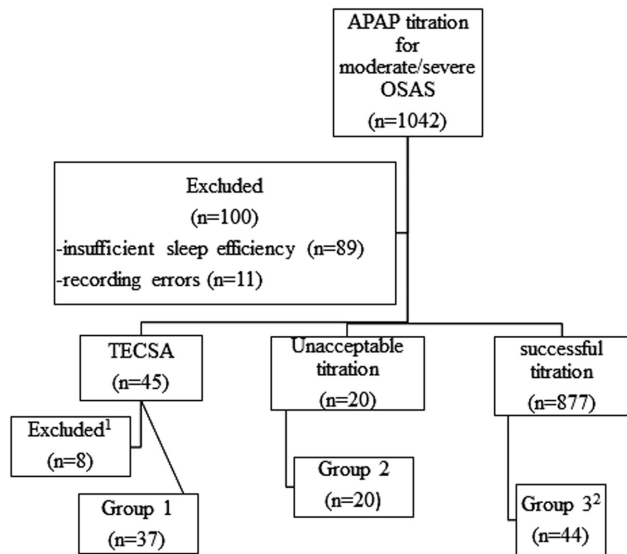 APAP titration
for
moderate/severe
OSAS
(n=1042)
Excluded
(n=100)
-insufficient sleep efficiency (n=89)
-recording errors (n=11)
TECSA
(n=45)
Unacceptable
titration
(n=20)
successful
titration
(n=877)
Excluded¹
(n=8)
Group 1
(n=37)
Group 2
(n=20)
Group 3²
(n=44)